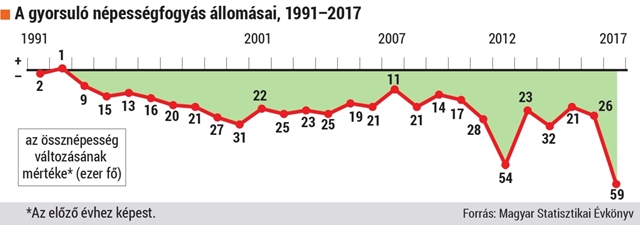 A gyorsuló népességfogyás állomásai, 1991–2017
1991 2001 2007 2012 2017
+
–
2 1 9 15 13 16 20 21 27 31 22 25 23 25 19 21 11 21 14 17 28 54 23 32 21 26 59
az össznépesség
változásának
mértéke* (ezer fő)
*Az előző évhez képest.
Forrás: Magyar Statisztikai Évkönyv